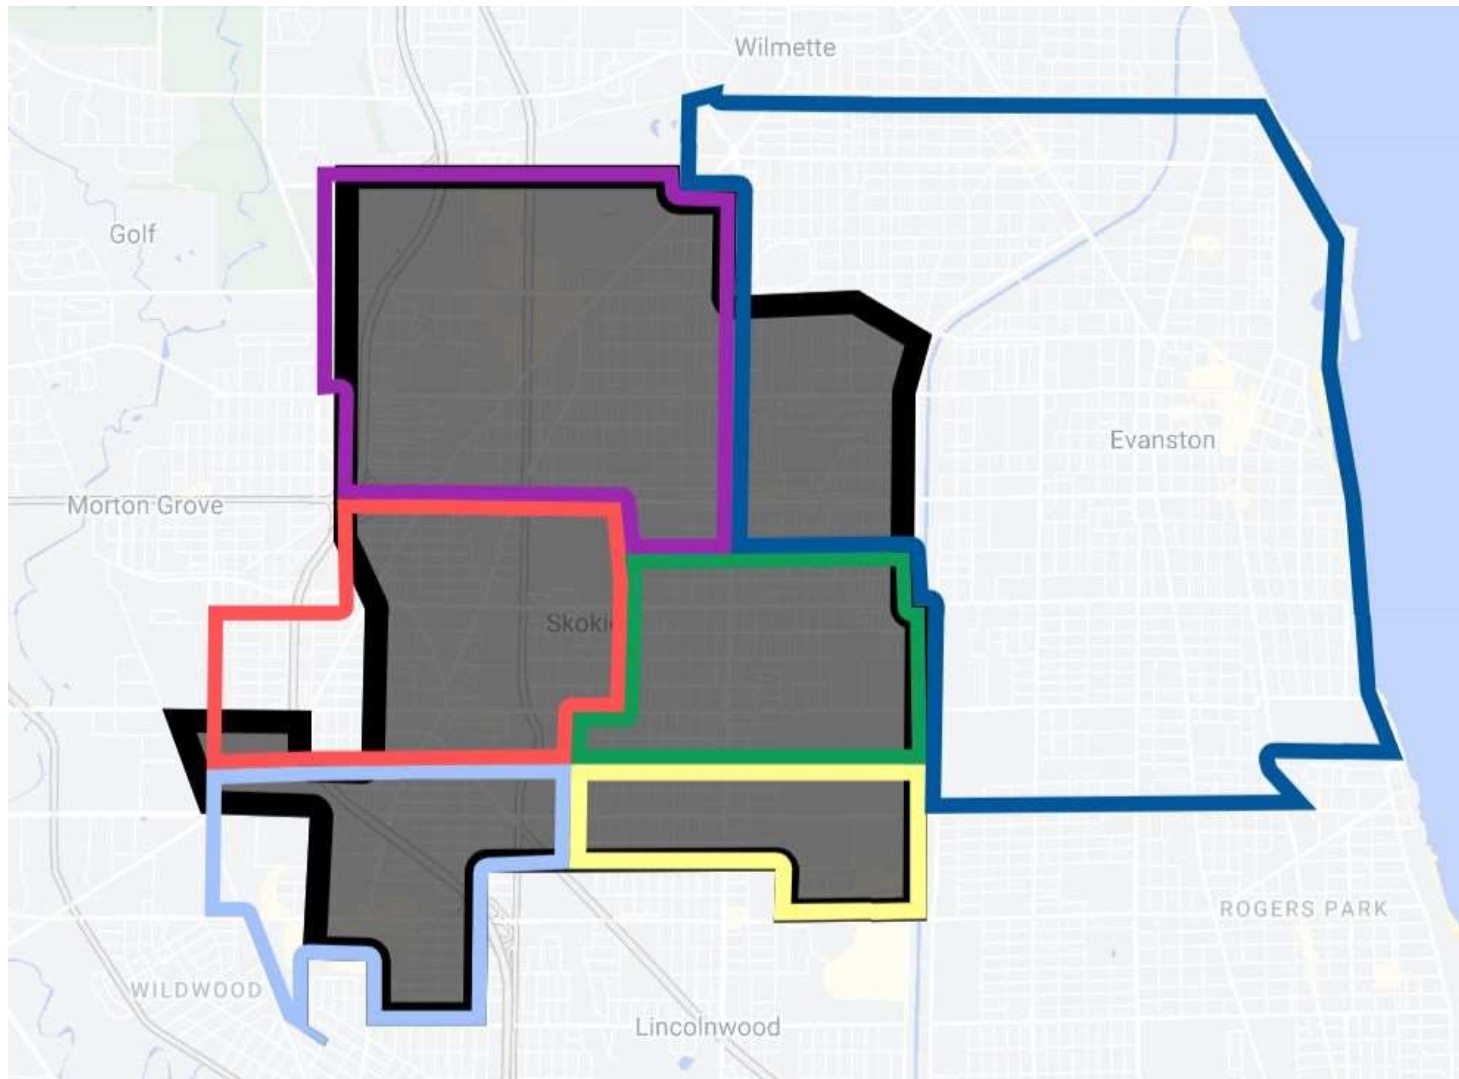 Wilmette
Golf
Evanston
Morton Grove
Skoki
ROGERS PARK
WILDWOOD
Lincolnwood